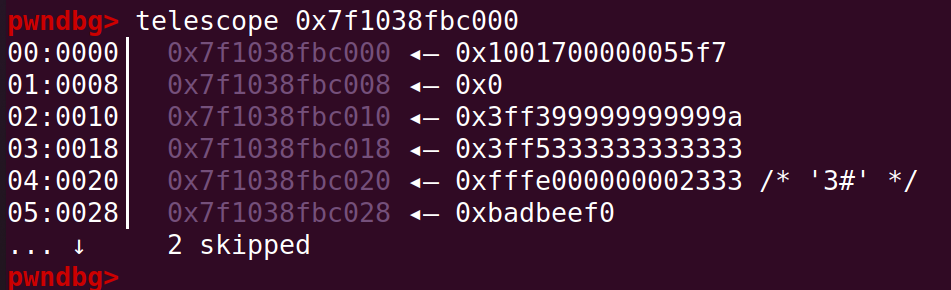 pwndbg> telescope 0x7f1038fbc000
00:0000│  0x7f1038fbc000 ◂— 0x1001700000055f7
01:0008│  0x7f1038fbc008 ◂— 0x0
02:0010│  0x7f1038fbc010 ◂— 0x3ff399999999999a
03:0018│  0x7f1038fbc018 ◂— 0x3ff5333333333333
04:0020│  0x7f1038fbc020 ◂— 0xfffe000000002333 /* '3#' */
05:0028│  0x7f1038fbc028 ◂— 0xbadbeef0
... ↓     2 skipped
pwndbg>